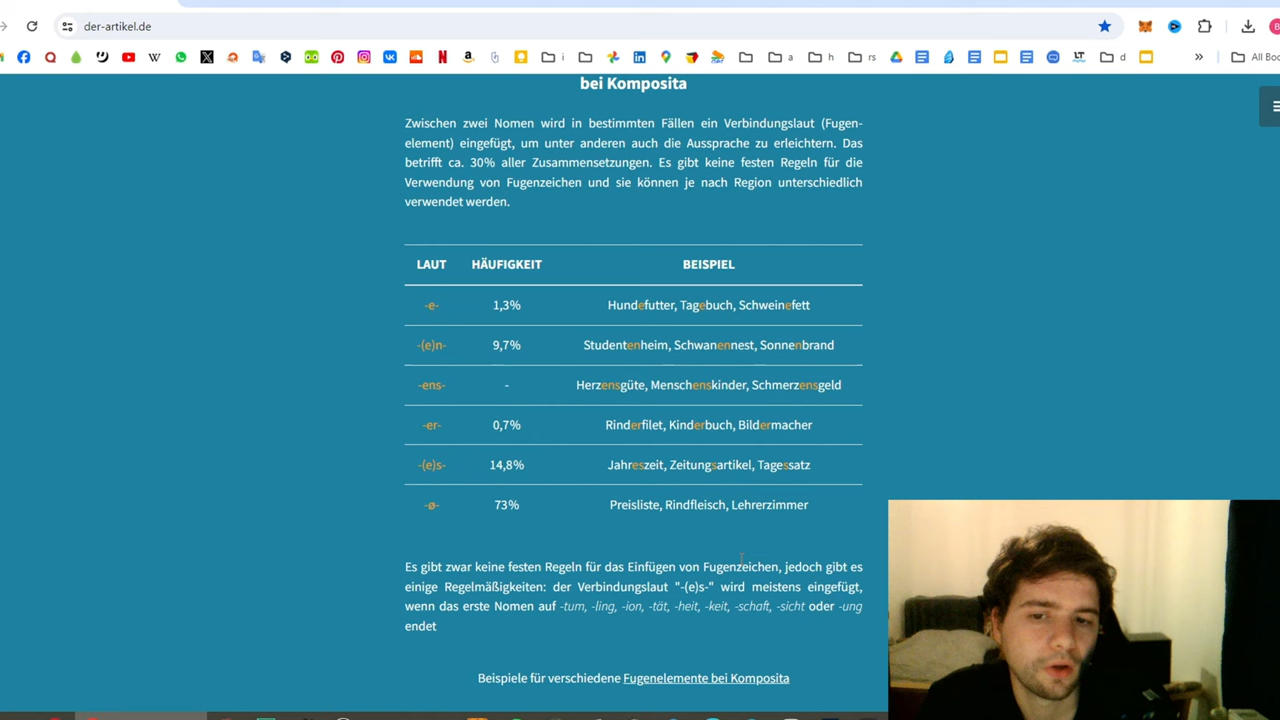 der-artikel.de
a
h
rs
d
All Boo
bei Komposita
Zwischen zwei Nomen wird in bestimmten Fällen ein Verbindungslaut (Fugen-
element) eingefügt, um unter anderen auch die Aussprache zu erleichtern. Das
betrifft ca. 30% aller Zusammensetzungen. Es gibt keine festen Regeln für die
Verwendung von Fugenzeichen und sie können je nach Region unterschiedlich
verwendet werden.
LAUT HÄUFIGKEIT BEISPIEL
-e- 1,3% Hundefutter, Tagebuch, Schweinefett
-(e)n- 9,7% Studentenheim, Schwanennest, Sonnenbrand
-ens- - Herzensgüte, Menschenskinder, Schmerzensgeld
-er- 0,7% Rinderfilet, Kinderbuch, Bildermacher
-(e)s- 14,8% Jahreszeit, Zeitungsartikel, Tagessatz
-ø- 73% Preisliste, Rindfleisch, Lehrerzimmer
Es gibt zwar keine festen Regeln für das Einfügen von Fugenzeichen, jedoch gibt es
einige Regelmäßigkeiten: der Verbindungslaut "-(e)s-" wird meistens eingefügt,
wenn das erste Nomen auf -tum, -ling, -ion, -tät, -heit, -keit, -schaft, -sicht oder -ung
endet
Beispiele für verschiedene Fugenelemente bei Komposita